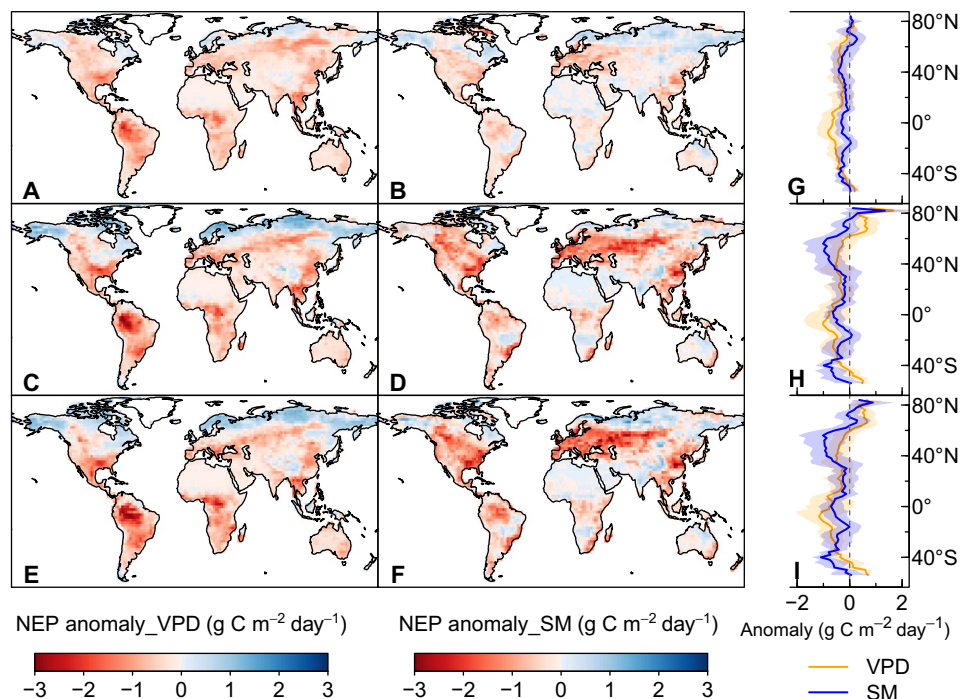 80°N
40°N
0°
40°S
A
B
G
80°N
40°N
0°
40°S
C
D
H
80°N
40°N
0°
40°S
E
F
I
−2 0 2
NEP anomaly_VPD (g C m⁻² day⁻¹)
NEP anomaly_SM (g C m⁻² day⁻¹)
Anomaly (g C m⁻² day⁻¹)
−3 −2 −1 0 1 2 3
−3 −2 −1 0 1 2 3
VPD
SM